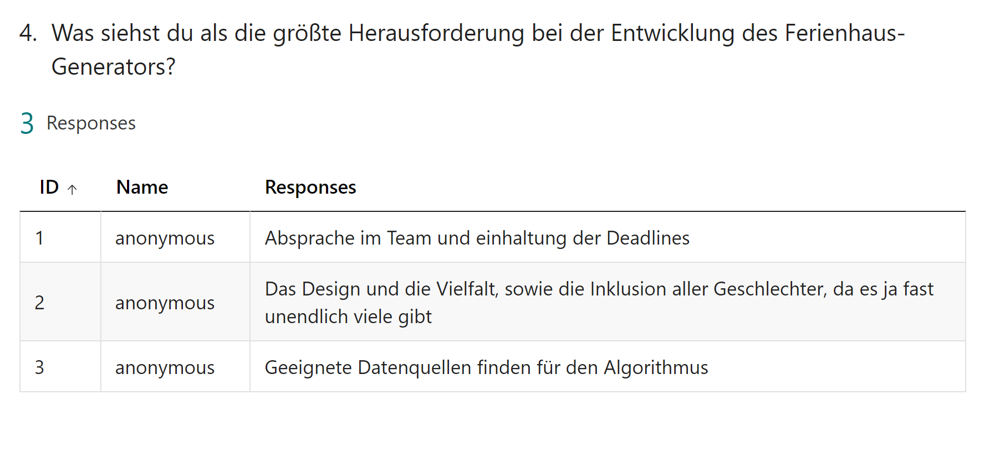 4. Was siehst du als die größte Herausforderung bei der Entwicklung des Ferienhaus-
Generators?
3 Responses
ID ↑ Name Responses
1 anonymous Absprache im Team und einhaltung der Deadlines
2 anonymous Das Design und die Vielfalt, sowie die Inklusion aller Geschlechter, da es ja fast
unendlich viele gibt
3 anonymous Geeignete Datenquellen finden für den Algorithmus